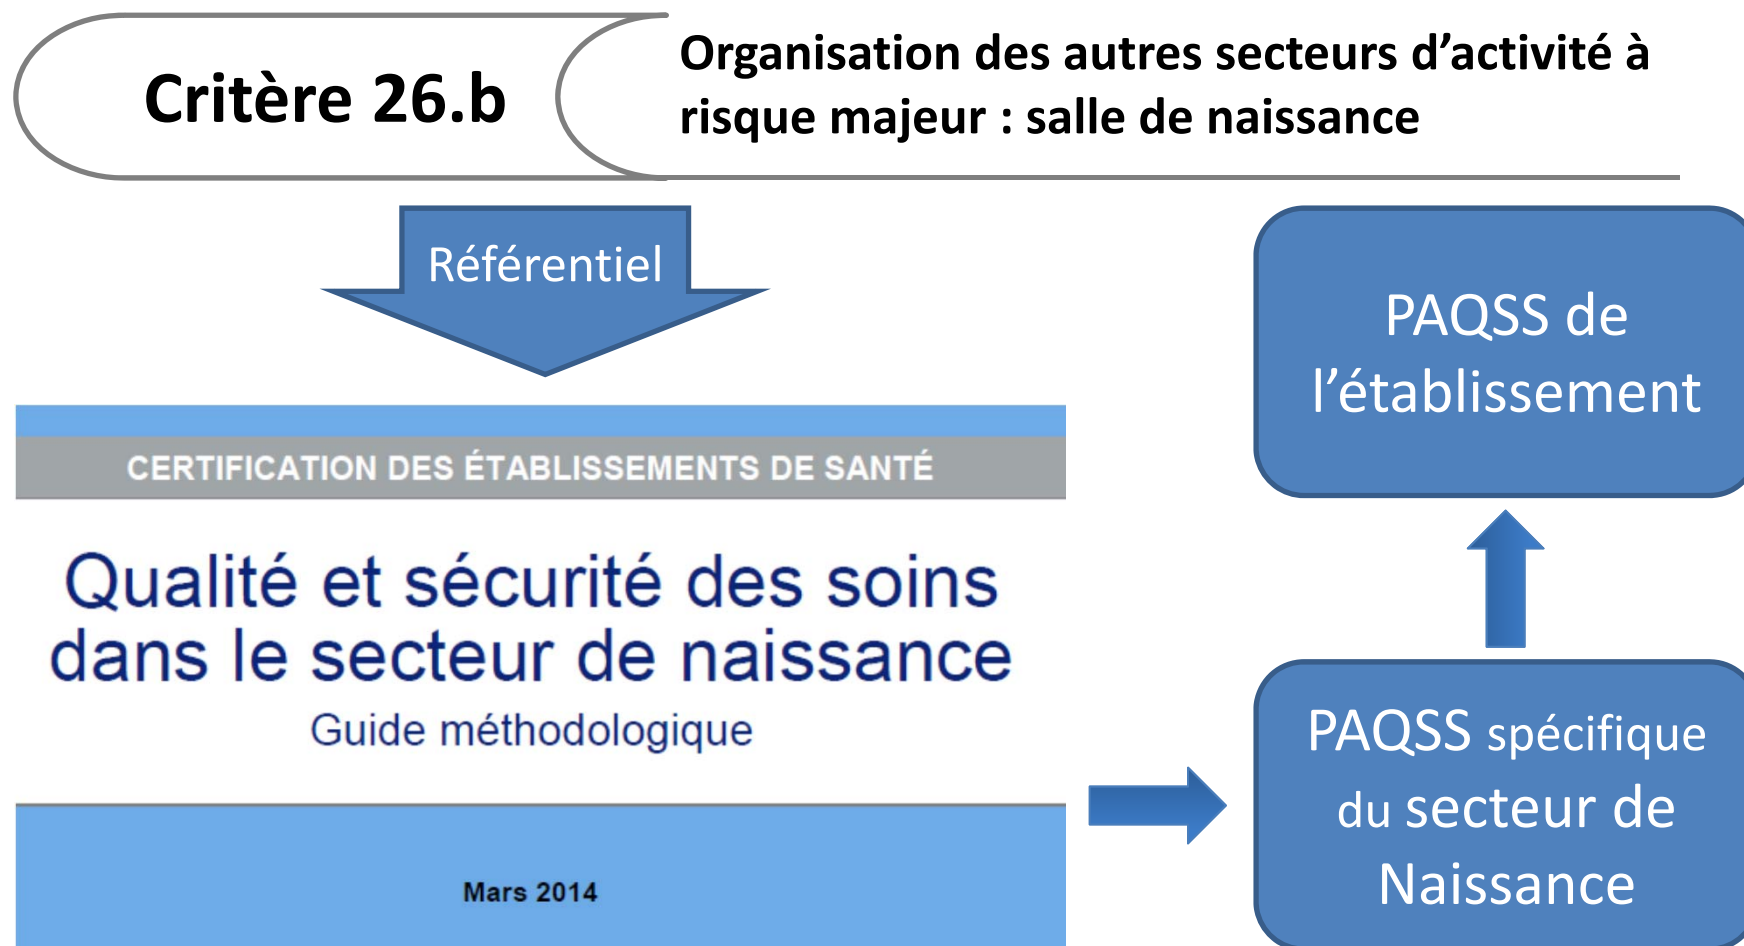 Critère 26.b
Organisation des autres secteurs d’activité à
risque majeur : salle de naissance
Référentiel
CERTIFICATION DES ÉTABLISSEMENTS DE SANTÉ
Qualité et sécurité des soins
dans le secteur de naissance
Guide méthodologique
Mars 2014
PAQSS de
l’établissement
PAQSS spécifique
du secteur de
Naissance